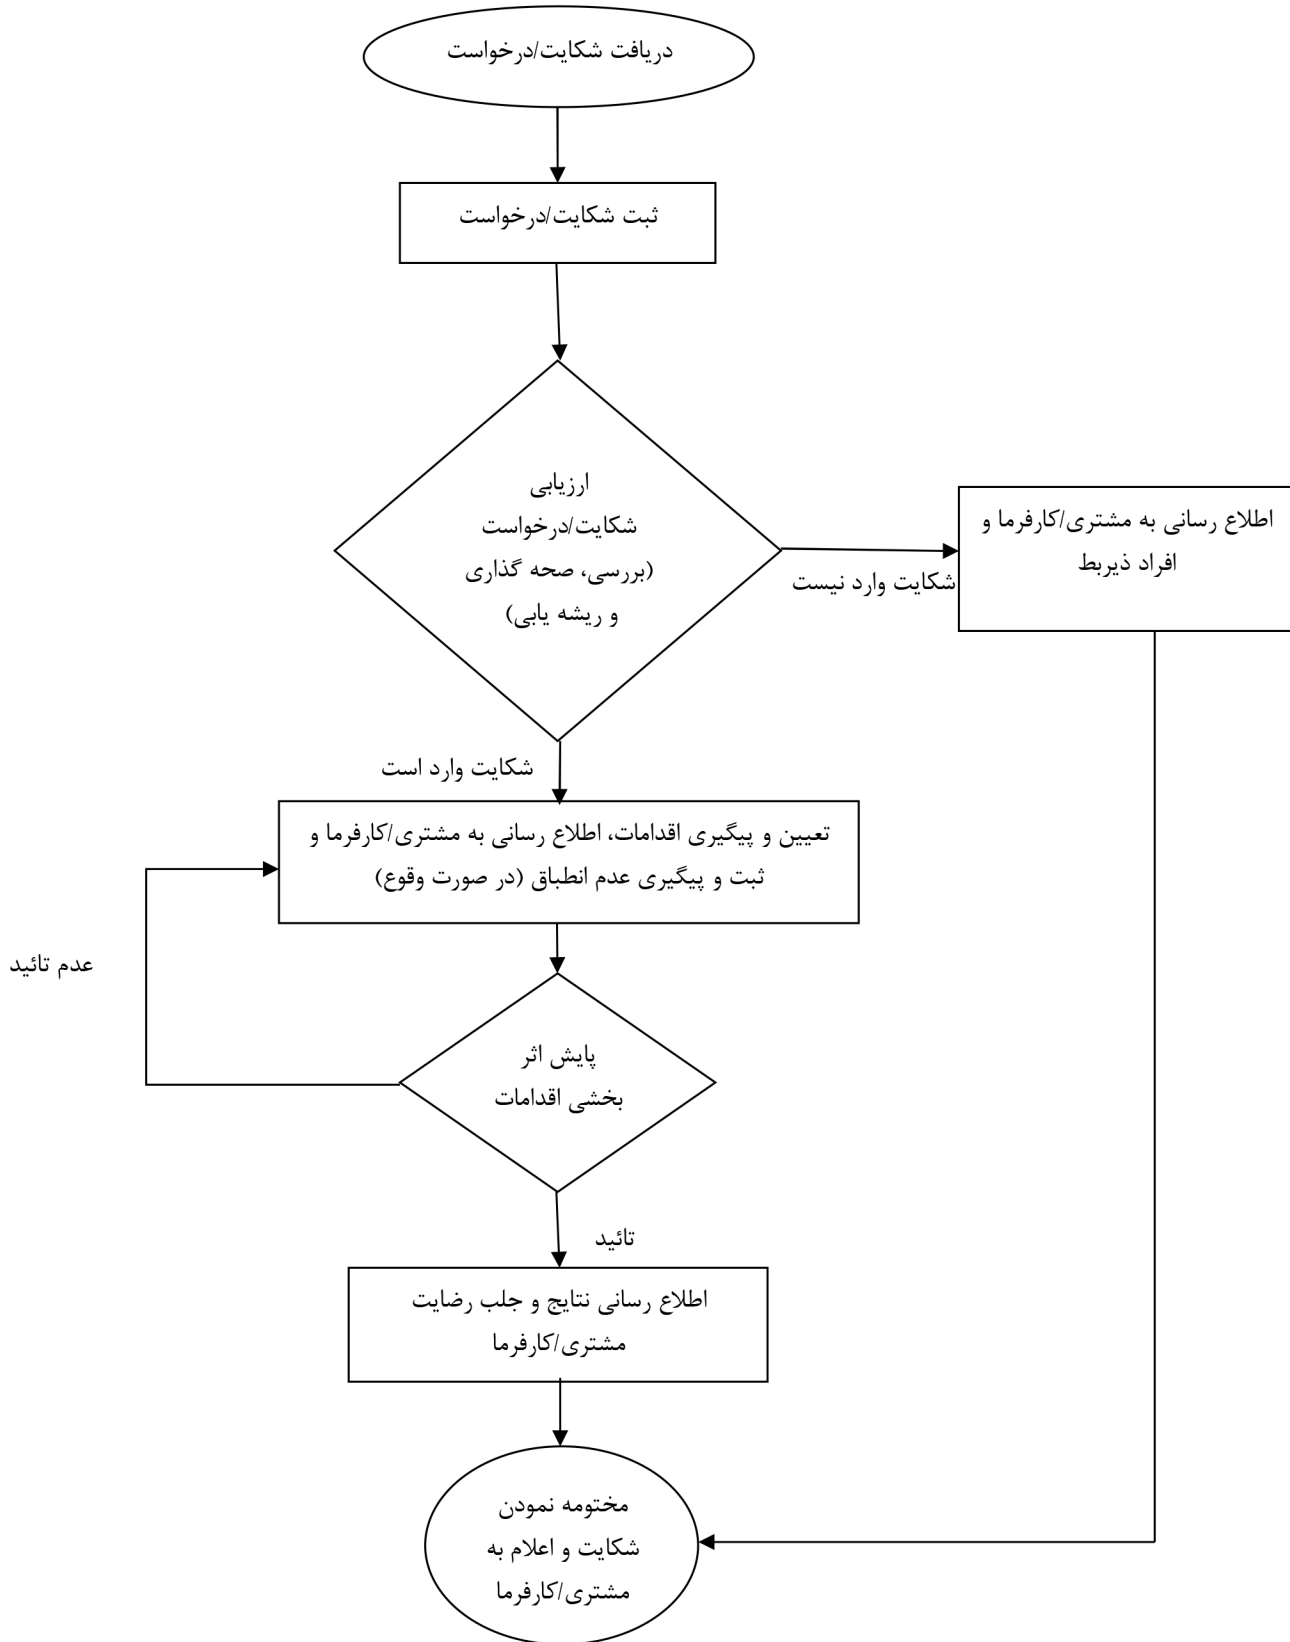 دریافت شکایت/درخواست
ثبت شکایت/درخواست
ارزیابی
شکایت/درخواست
(بررسی، صحه گذاری
و ریشه یابی)
اطلاع رسانی به مشتری/کارفرما و
افراد ذیربط
شکایت وارد نیست
شکایت وارد است
تعیین و پیگیری اقدامات، اطلاع رسانی به مشتری/کارفرما و
ثبت و پیگیری عدم انطباق (در صورت وقوع)
عدم تائید
پایش اثر
بخشی اقدامات
تائید
اطلاع رسانی نتایج و جلب رضایت
مشتری/کارفرما
مختومه نمودن
شکایت و اعلام به
مشتری/کارفرما